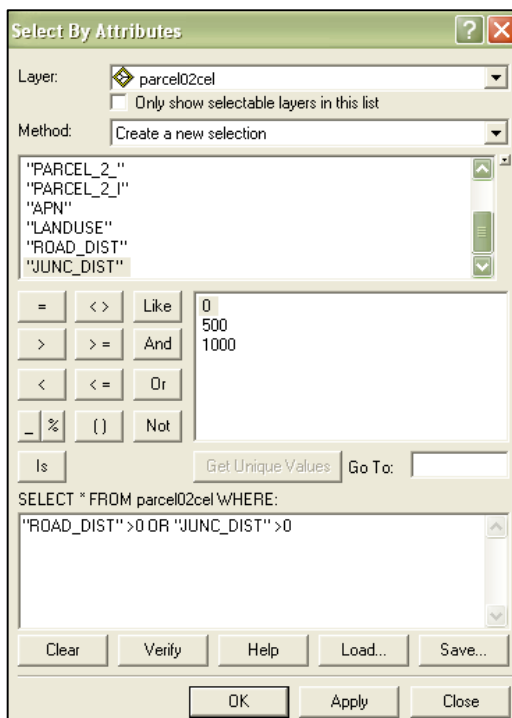 Select By Attributes
Layer: parcel02cel
Only show selectable layers in this list
Method: Create a new selection
"PARCEL_2_"
"PARCEL_2_I"
"APN"
"LANDUSE"
"ROAD_DIST"
"JUNC_DIST"
= < > Like 0
500
> > = And 1000
< < = Or
_ % ( ) Not
Is Get Unique Values Go To:
SELECT * FROM parcel02cel WHERE:
"ROAD_DIST" >0 OR "JUNC_DIST" >0
Clear Verify Help Load... Save...
OK Apply Close